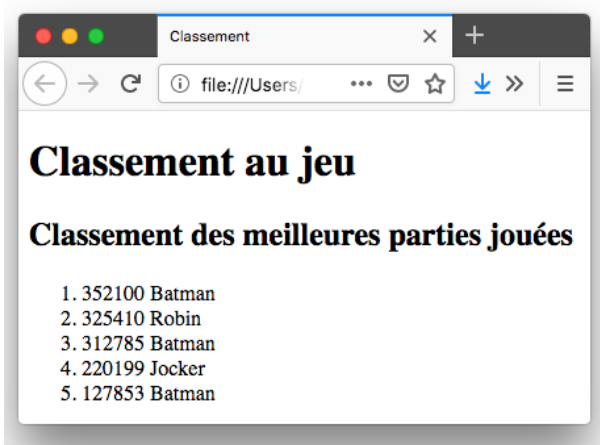 Classement
file:///Users/
Classement au jeu
Classement des meilleures parties jouées
1. 352100 Batman
2. 325410 Robin
3. 312785 Batman
4. 220199 Jocker
5. 127853 Batman